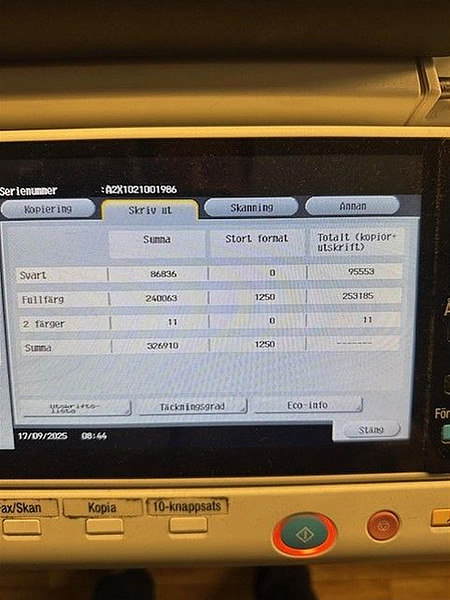 Serienummer :A2X1021001986
Kopiering Skriv ut Skanning Annan
Summa Stort format Totalt (kopior+
utskrift)
Svart 86836 0 95553
Fullfärg 240063 1250 253185
2 färger 11 0 11
Summa 326910 1250 -------
Utskrifts-
lista
Täckningsgrad Eco-info
Stäng
17/09/2025 08:44
För
Fax/Skan Kopia 10-knappsats